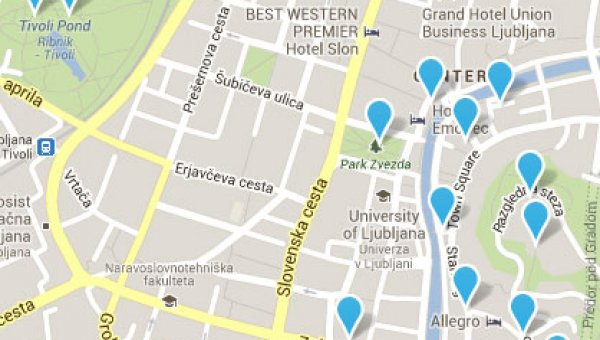 Tivoli Pond
Ribnik -
Tivoli
BEST WESTERN
PREMIER
Hotel Slon
Grand Hotel Union
Business Ljubljana
Prešernova cesta
Šubičeva ulica
CENTER
aprila
Tivoli
Park Zvezda
Town Square
Razgledna steza
Erjavčeva cesta
Vrtača
Slovenska cesta
University
of Ljubljana
Univerza
v Ljubljani
Naravoslovnotehniška
fakulteta
cesta
Allegro
Predor pod Gradom